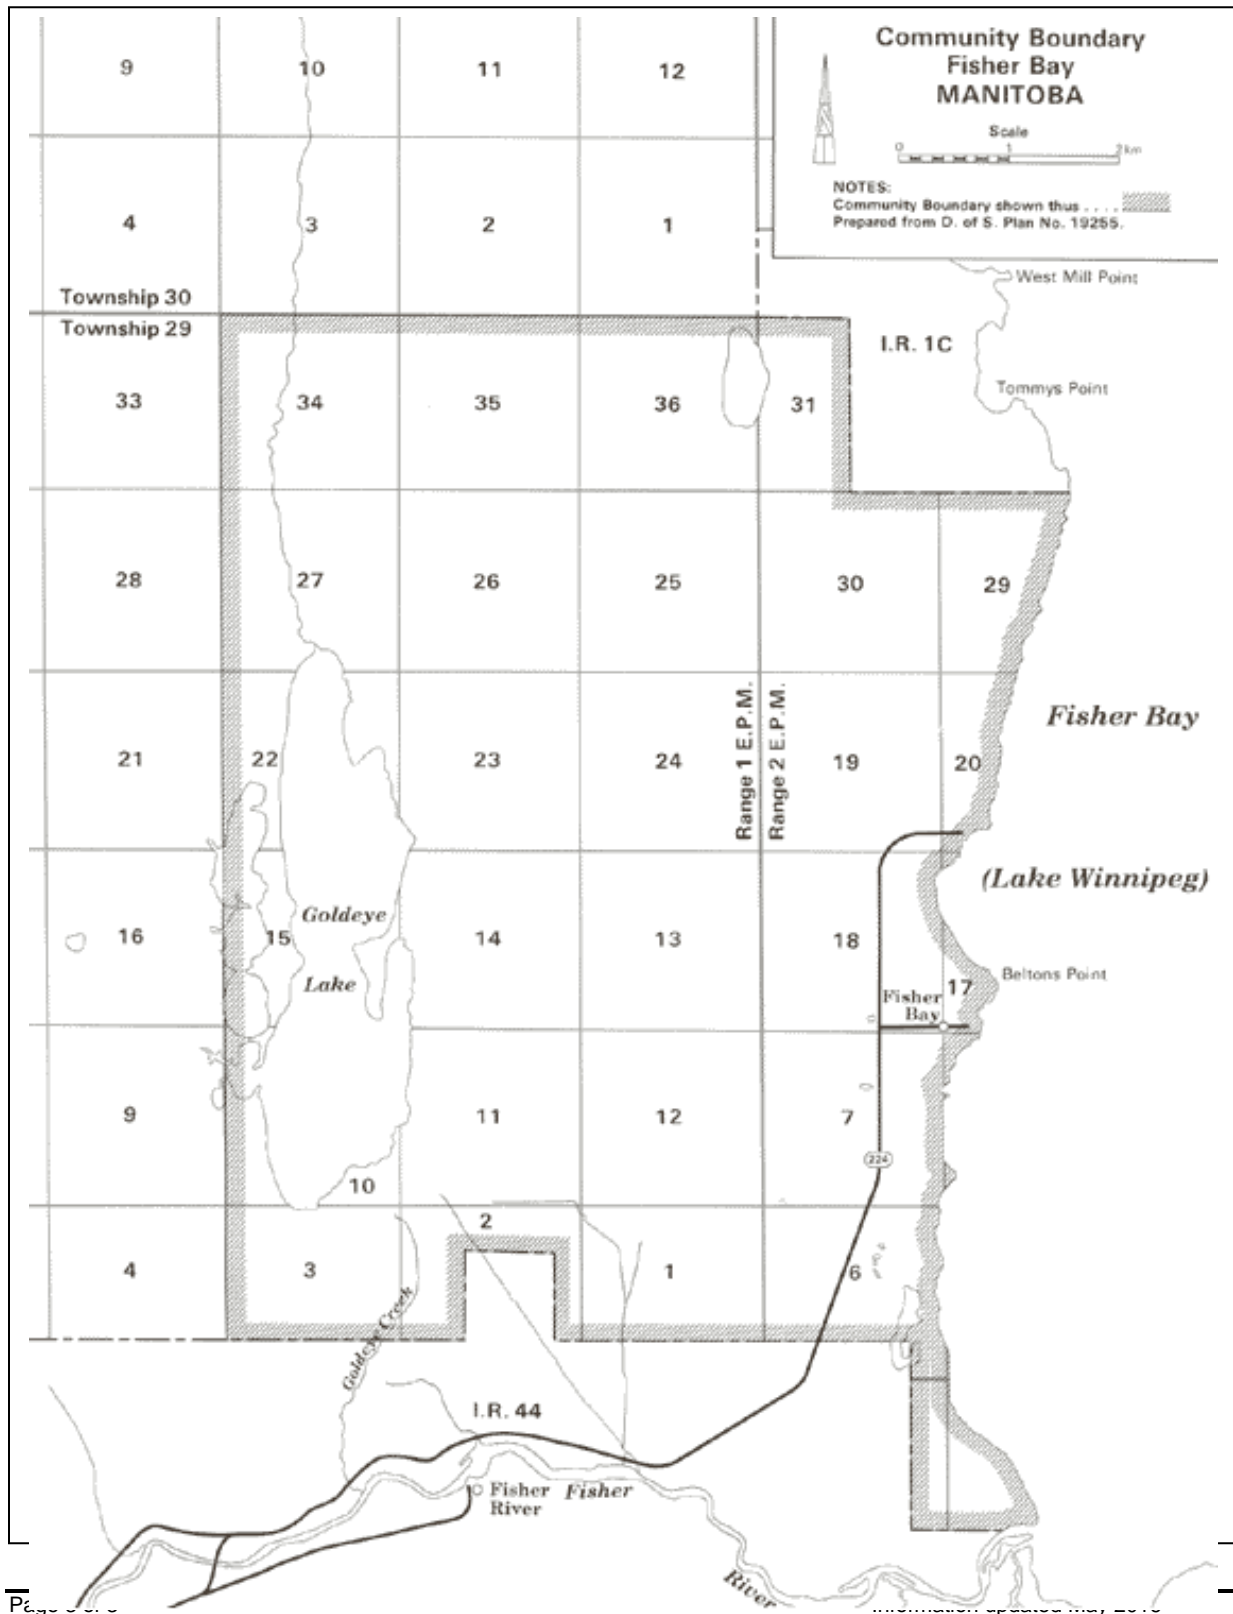 Community Boundary
Fisher Bay
MANITOBA
Scale
0 1 2 km
NOTES:
Community Boundary shown thus . . . .
Prepared from D. of S. Plan No. 19255.
9 10 11 12
4 3 2 1
West Mill Point
Township 30
Township 29
I.R. 1C
Tommys Point
33 34 35 36 31
28 27 26 25 30 29
Range 1 E.P.M.
Range 2 E.P.M.
Fisher Bay
21 22 23 24 19 20
(Lake Winnipeg)
Goldeye
16 15 14 13 18
Lake
Beltons Point
17
Fisher
Bay
9 11 12 7
224
10
2
4 3 1 6
Goldeye Creek
I.R. 44
Fisher
River
Fisher
River